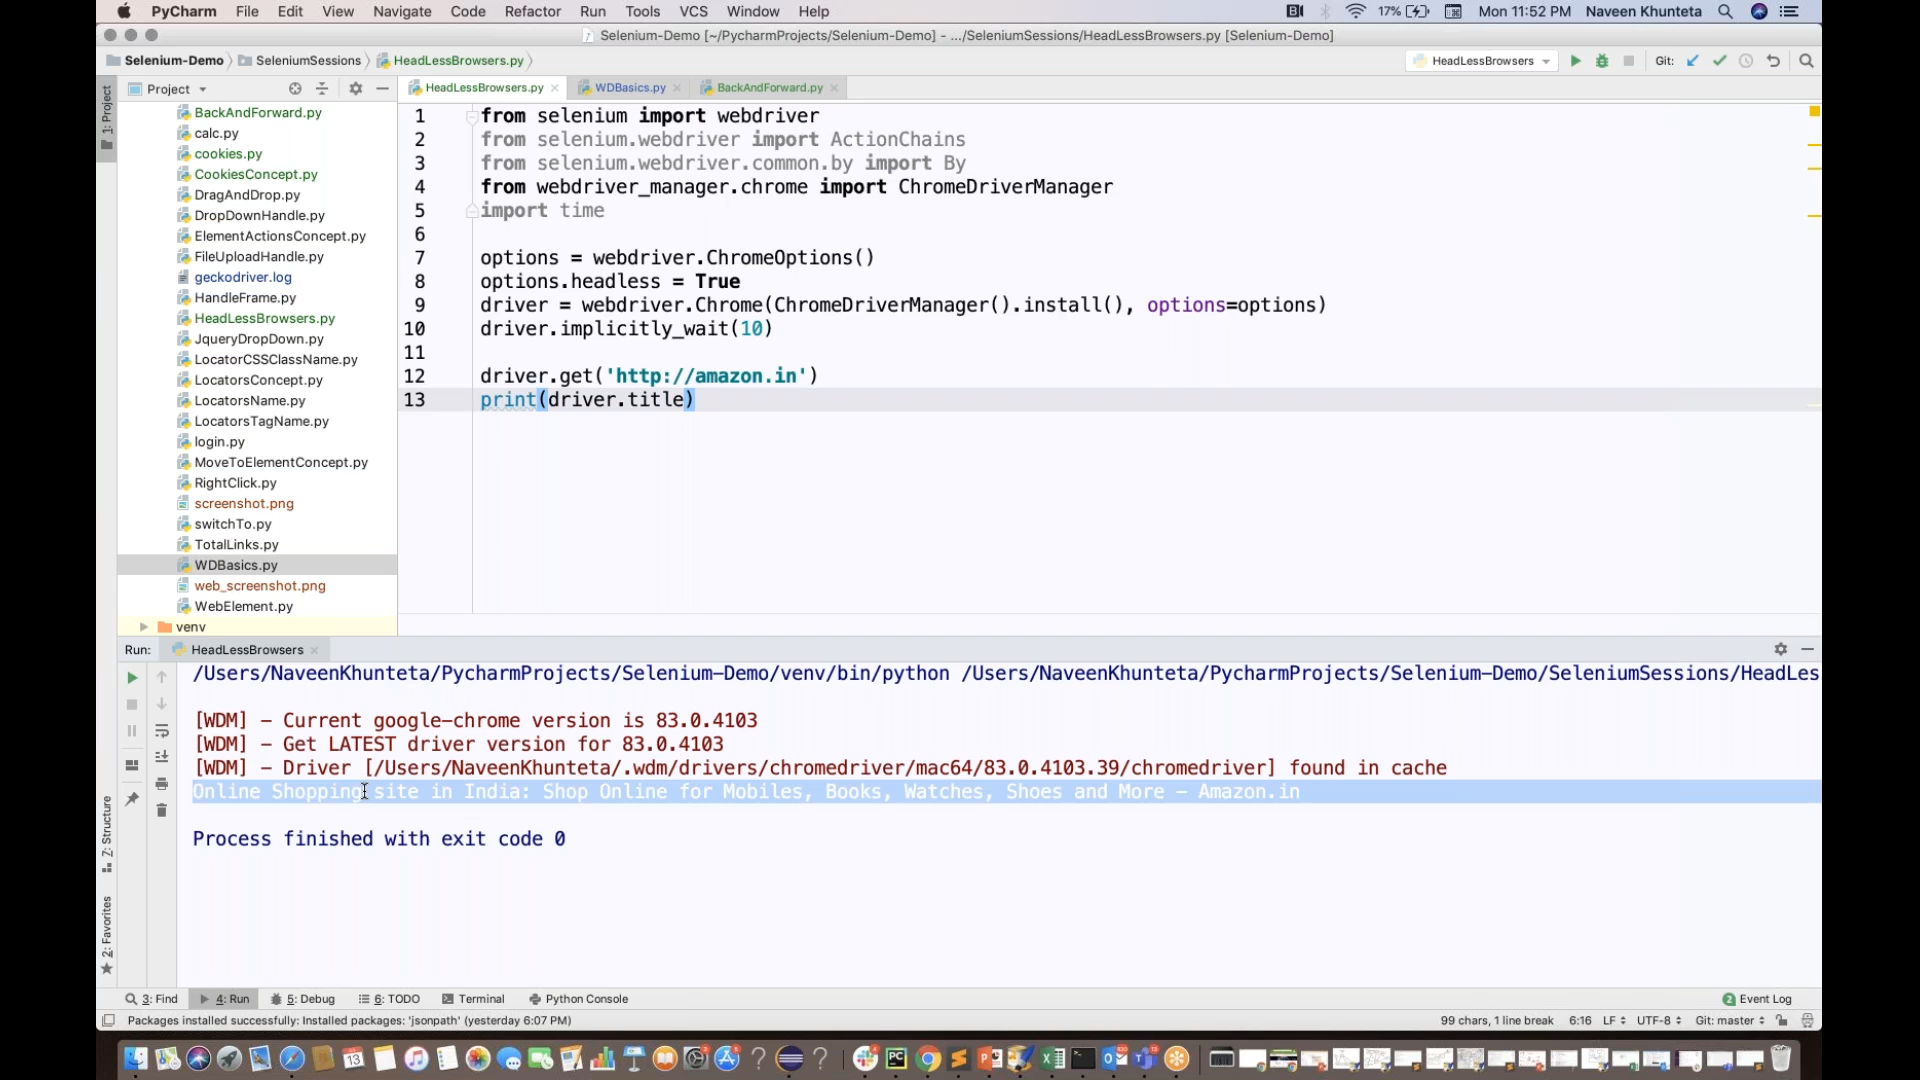 PyCharm File Edit View Navigate Code Refactor Run Tools VCS Window Help 17% Mon 11:52 PM Naveen Khunteta
Selenium-Demo [~/PycharmProjects/Selenium-Demo] - .../SeleniumSessions/HeadLessBrowsers.py [Selenium-Demo]
Selenium-Demo SeleniumSessions HeadLessBrowsers.py HeadLessBrowsers Git:
Project HeadLessBrowsers.py WDBasics.py BackAndForward.py
1: Project
BackAndForward.py
calc.py
cookies.py
CookiesConcept.py
DragAndDrop.py
DropDownHandle.py
ElementActionsConcept.py
FileUploadHandle.py
geckodriver.log
HandleFrame.py
HeadLessBrowsers.py
JqueryDropDown.py
LocatorCSSClassName.py
LocatorsConcept.py
LocatorsName.py
LocatorsTagName.py
login.py
MoveToElementConcept.py
RightClick.py
screenshot.png
switchTo.py
TotalLinks.py
WDBasics.py
web_screenshot.png
WebElement.py
venv
1 from selenium import webdriver
2 from selenium.webdriver import ActionChains
3 from selenium.webdriver.common.by import By
4 from webdriver_manager.chrome import ChromeDriverManager
5 import time
6
7 options = webdriver.ChromeOptions()
8 options.headless = True
9 driver = webdriver.Chrome(ChromeDriverManager().install(), options=options)
10 driver.implicitly_wait(10)
11
12 driver.get('http://amazon.in')
13 print(driver.title)
Run: HeadLessBrowsers
/Users/NaveenKhunteta/PycharmProjects/Selenium-Demo/venv/bin/python /Users/NaveenKhunteta/PycharmProjects/Selenium-Demo/SeleniumSessions/HeadLes
[WDM] - Current google-chrome version is 83.0.4103
[WDM] - Get LATEST driver version for 83.0.4103
[WDM] - Driver [/Users/NaveenKhunteta/.wdm/drivers/chromedriver/mac64/83.0.4103.39/chromedriver] found in cache
Online Shopping site in India: Shop Online for Mobiles, Books, Watches, Shoes and More - Amazon.in
Process finished with exit code 0
7: Structure
2: Favorites
3: Find 4: Run 5: Debug 6: TODO Terminal Python Console 2 Event Log
Packages installed successfully: Installed packages: 'jsonpath' (yesterday 6:07 PM) 99 chars, 1 line break 6:16 LF UTF-8 Git: master